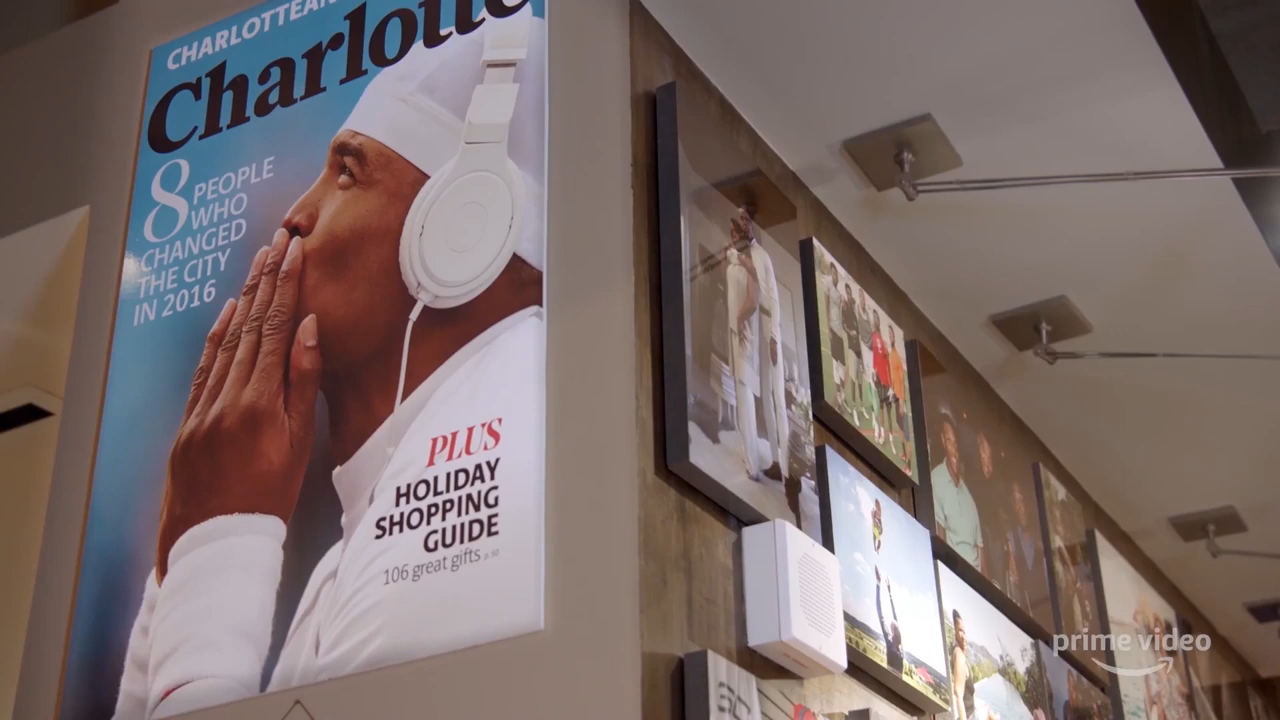 CHARLOTTEAN
Charlotte
8 PEOPLE
WHO
CHANGED
THE CITY
IN 2016
PLUS
HOLIDAY
SHOPPING
GUIDE
106 great gifts
prime video